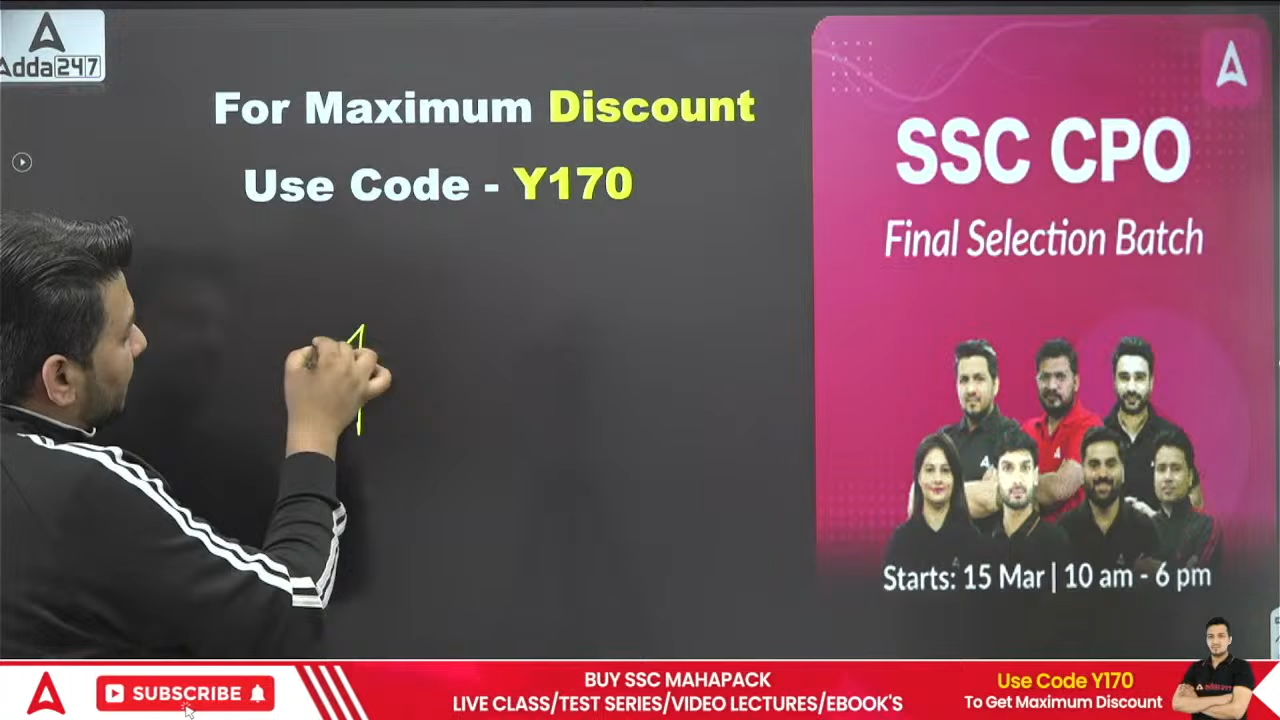 Adda247
For Maximum Discount
Use Code - Y170
SSC CPO
Final Selection Batch
Starts: 15 Mar | 10 am - 6 pm
SUBSCRIBE
BUY SSC MAHAPACK
LIVE CLASS/TEST SERIES/VIDEO LECTURES/EBOOK'S
Use Code Y170
To Get Maximum Discount